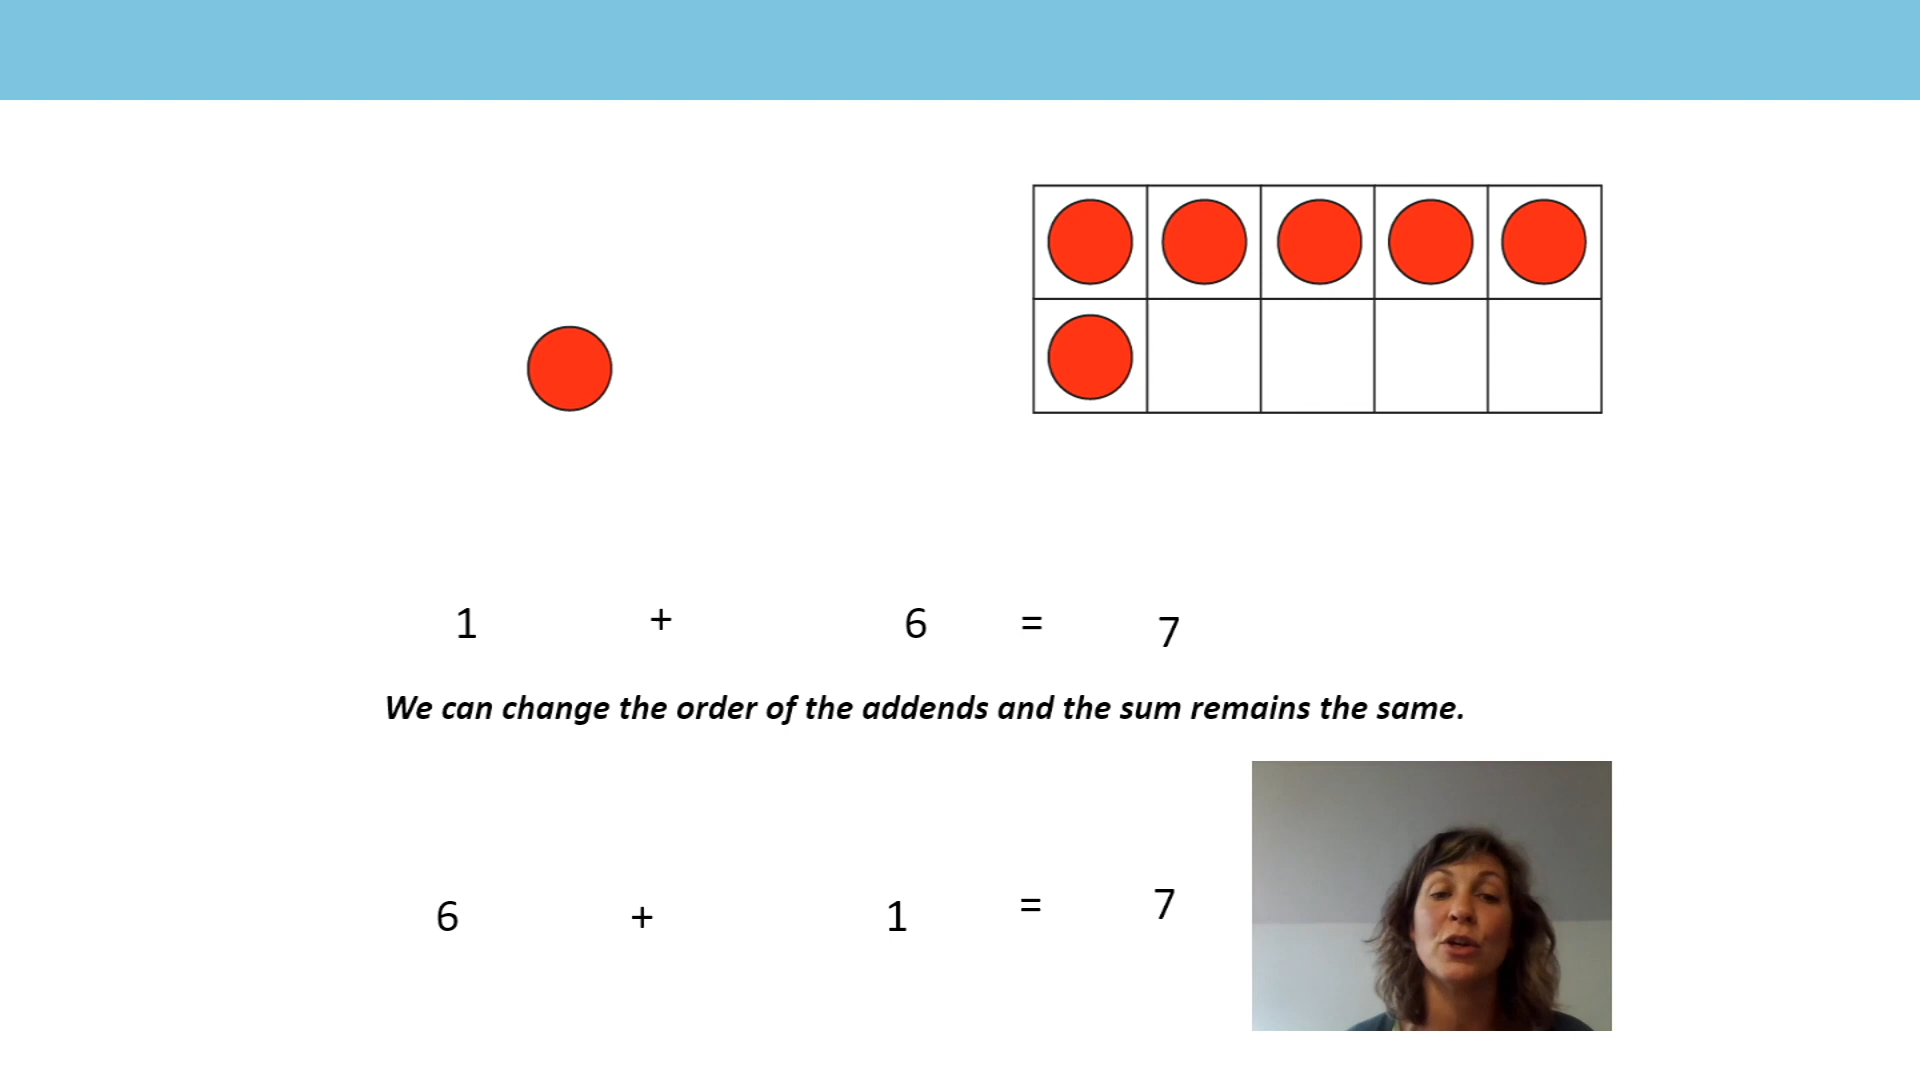 1 + 6 = 7
We can change the order of the addends and the sum remains the same.
6 + 1 = 7